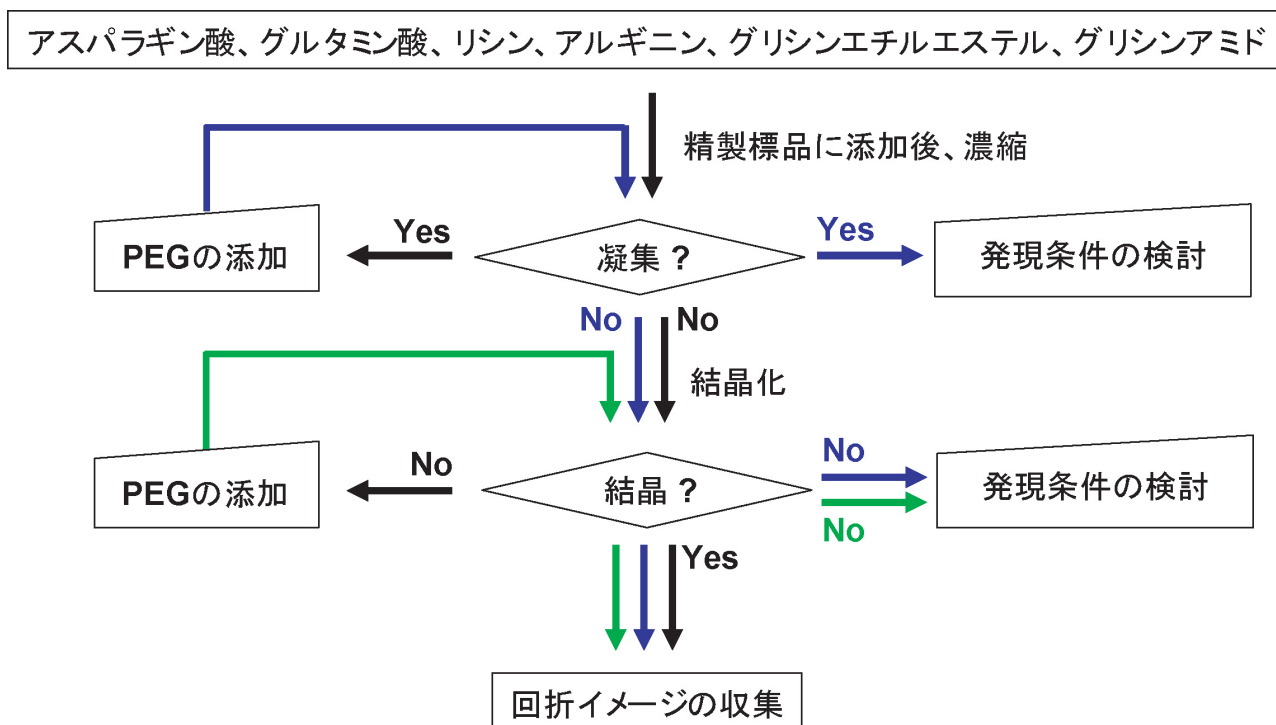 アスパラギン酸、グルタミン酸、リシン、アルギニン、グリシンエチルエステル、グリシンアミド
精製標品に添加後、濃縮
PEGの添加
Yes
凝集 ?
Yes
発現条件の検討
No
No
結晶化
PEGの添加
No
結晶 ?
No
No
発現条件の検討
Yes
回折イメージの収集